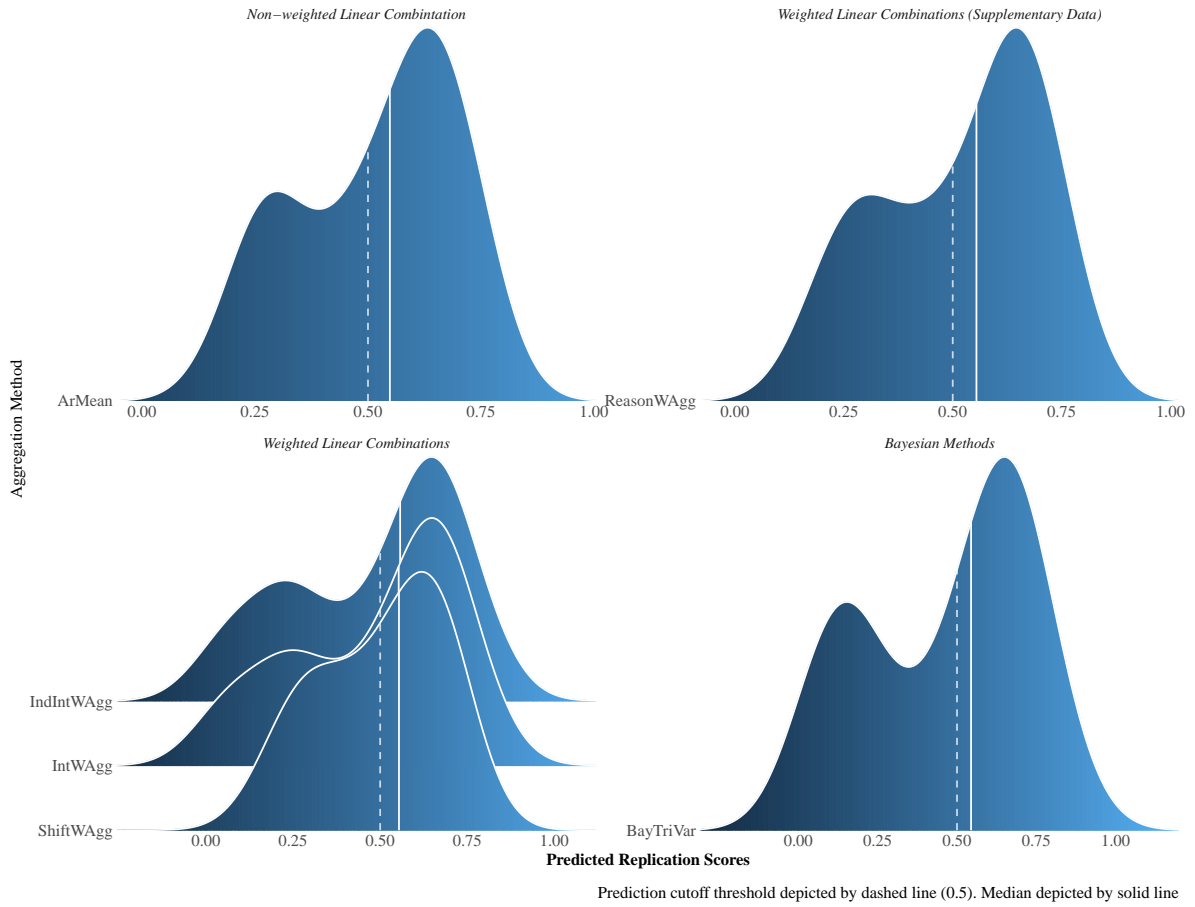 Non−weighted Linear Combintation
Weighted Linear Combinations (Supplementary Data)
ArMean
0.00 0.25 0.50 0.75 1.00
ReasonWAgg
0.00 0.25 0.50 0.75 1.00
Aggregation Method
Weighted Linear Combinations
Bayesian Methods
IndIntWAgg
IntWAgg
ShiftWAgg
0.00 0.25 0.50 0.75 1.00
BayTriVar
0.00 0.25 0.50 0.75 1.00
Predicted Replication Scores
Prediction cutoff threshold depicted by dashed line (0.5). Median depicted by solid line